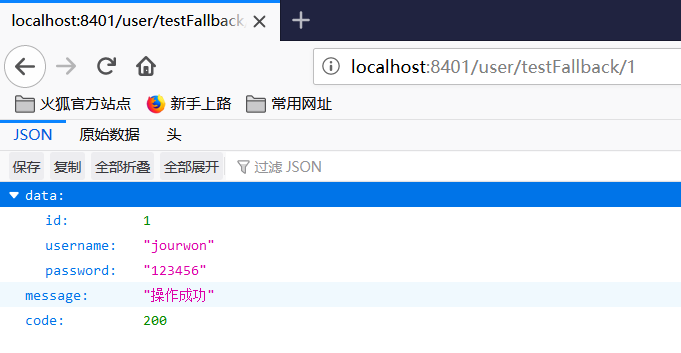 localhost:8401/user/testFallback
localhost:8401/user/testFallback/1
火狐官方站点 新手上路 常用网址
JSON 原始数据 头
保存 复制 全部折叠 全部展开 过滤 JSON
data:
id: 1
username: "jourwon"
password: "123456"
message: "操作成功"
code: 200